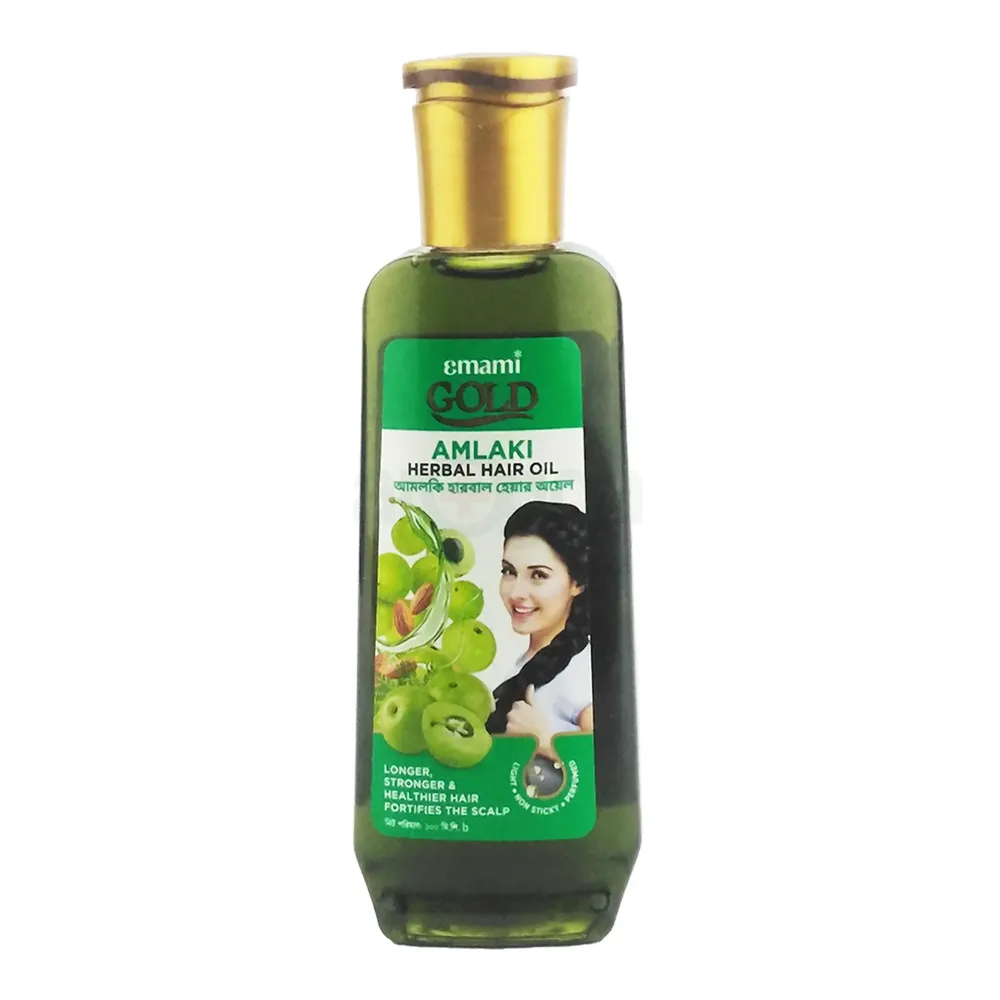 emami
GOLD
AMLAKI
HERBAL HAIR OIL
আমলকি হারবাল হেয়ার অয়েল
LONGER,
STRONGER &
HEALTHIER HAIR
FORTIFIES THE SCALP
LIGHT • NON STICKY • PERFUMED